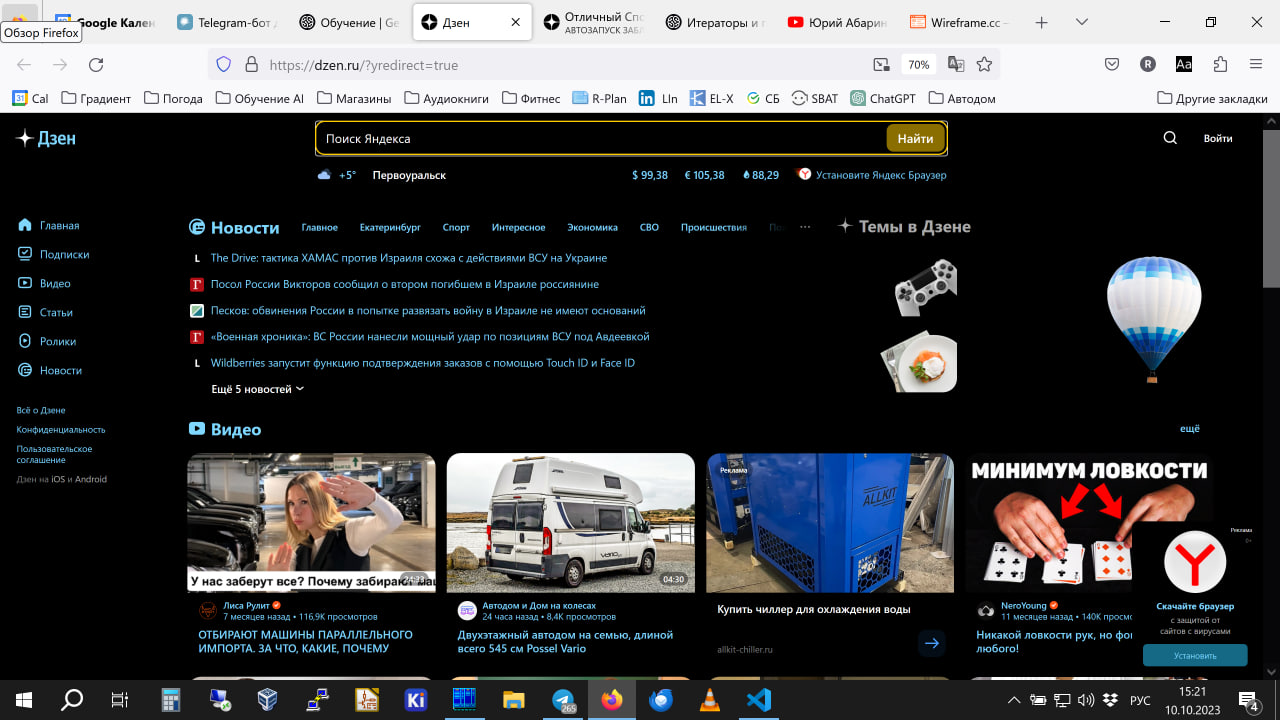 Google Кален
Telegram-бот д
Обучение | Ge
Дзен
Отличный Спо
АВТОЗАПУСК ЗАБЛ
Итераторы и г
Юрий Абарин
Wireframe.cc –
Обзор Firefox
https://dzen.ru/?yredirect=true
70%
R
Aa
Cal
Градиент
Погода
Обучение AI
Магазины
Аудиокниги
Фитнес
R-Plan
LIn
EL-X
СБ
SBAT
ChatGPT
Автодом
Другие закладки
Дзен
Поиск Яндекса
Найти
Войти
+5°
Первоуральск
$ 99,38
€ 105,38
88,29
Установите Яндекс Браузер
Главная
Подписки
Видео
Статьи
Ролики
Новости
Всё о Дзене
Конфиденциальность
Пользовательское
соглашение
Дзен на iOS и Android
Новости
Главное
Екатеринбург
Спорт
Интересное
Экономика
СВО
Происшествия
По
...
Темы в Дзене
L The Drive: тактика ХАМАС против Израиля схожа с действиями ВСУ на Украине
Г Посол России Викторов сообщил о втором погибшем в Израиле россиянине
Песков: обвинения России в попытке развязать войну в Израиле не имеют оснований
Г «Военная хроника»: ВС России нанесли мощный удар по позициям ВСУ под Авдеевкой
L Wildberries запустит функцию подтверждения заказов с помощью Touch ID и Face ID
Ещё 5 новостей
Видео
ещё
У нас заберут все? Почему забира
Лиса Рулит
7 месяцев назад • 116,9K просмотров
ОТБИРАЮТ МАШИНЫ ПАРАЛЛЕЛЬНОГО
ИМПОРТА. ЗА ЧТО, КАКИЕ, ПОЧЕМУ
04:30
Автодом и Дом на колесах
24 часа назад • 8,4K просмотров
Двухэтажный автодом на семью, длиной
всего 545 см Possel Vario
Реклама
ALLKIT
Купить чиллер для охлаждения воды
allkit-chiller.ru
МИНИМУМ ЛОВКОСТИ
NeroYoung
11 месяцев назад • 140K просмо
Никакой ловкости рук, но фо
любого!
Реклама
0+
Скачайте браузер
с защитой от
сайтов с вирусами
Установить
Ki
265
РУС
15:21
10.10.2023
4